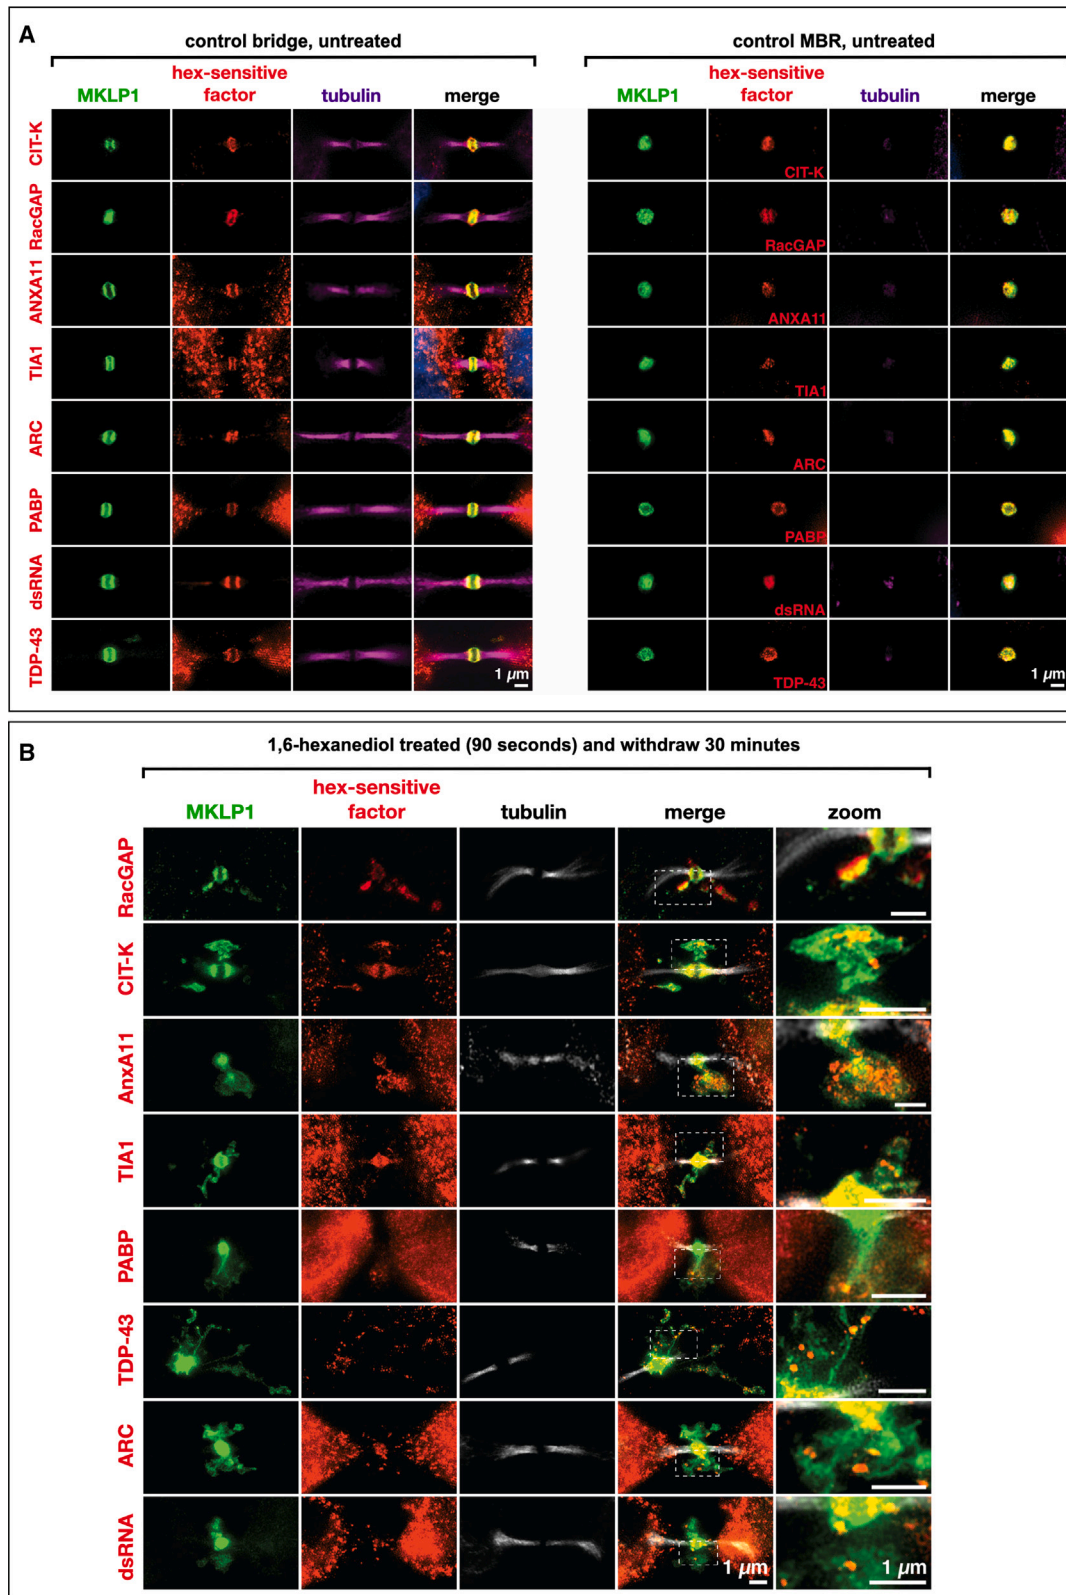 A
control bridge, untreated
control MBR, untreated
MKLP1 hex-sensitive factor tubulin merge
MKLP1 hex-sensitive factor tubulin merge
CIT-K
CIT-K
RacGAP
RacGAP
ANXA11
ANXA11
TIA1
TIA1
ARC
ARC
PABP
PABP
dsRNA
dsRNA
TDP-43
1 µm
TDP-43
1 µm
B
1,6-hexanediol treated (90 seconds) and withdraw 30 minutes
MKLP1 hex-sensitive factor tubulin merge zoom
RacGAP
CIT-K
AnxA11
TIA1
PABP
TDP-43
ARC
dsRNA
1 µm
1 µm